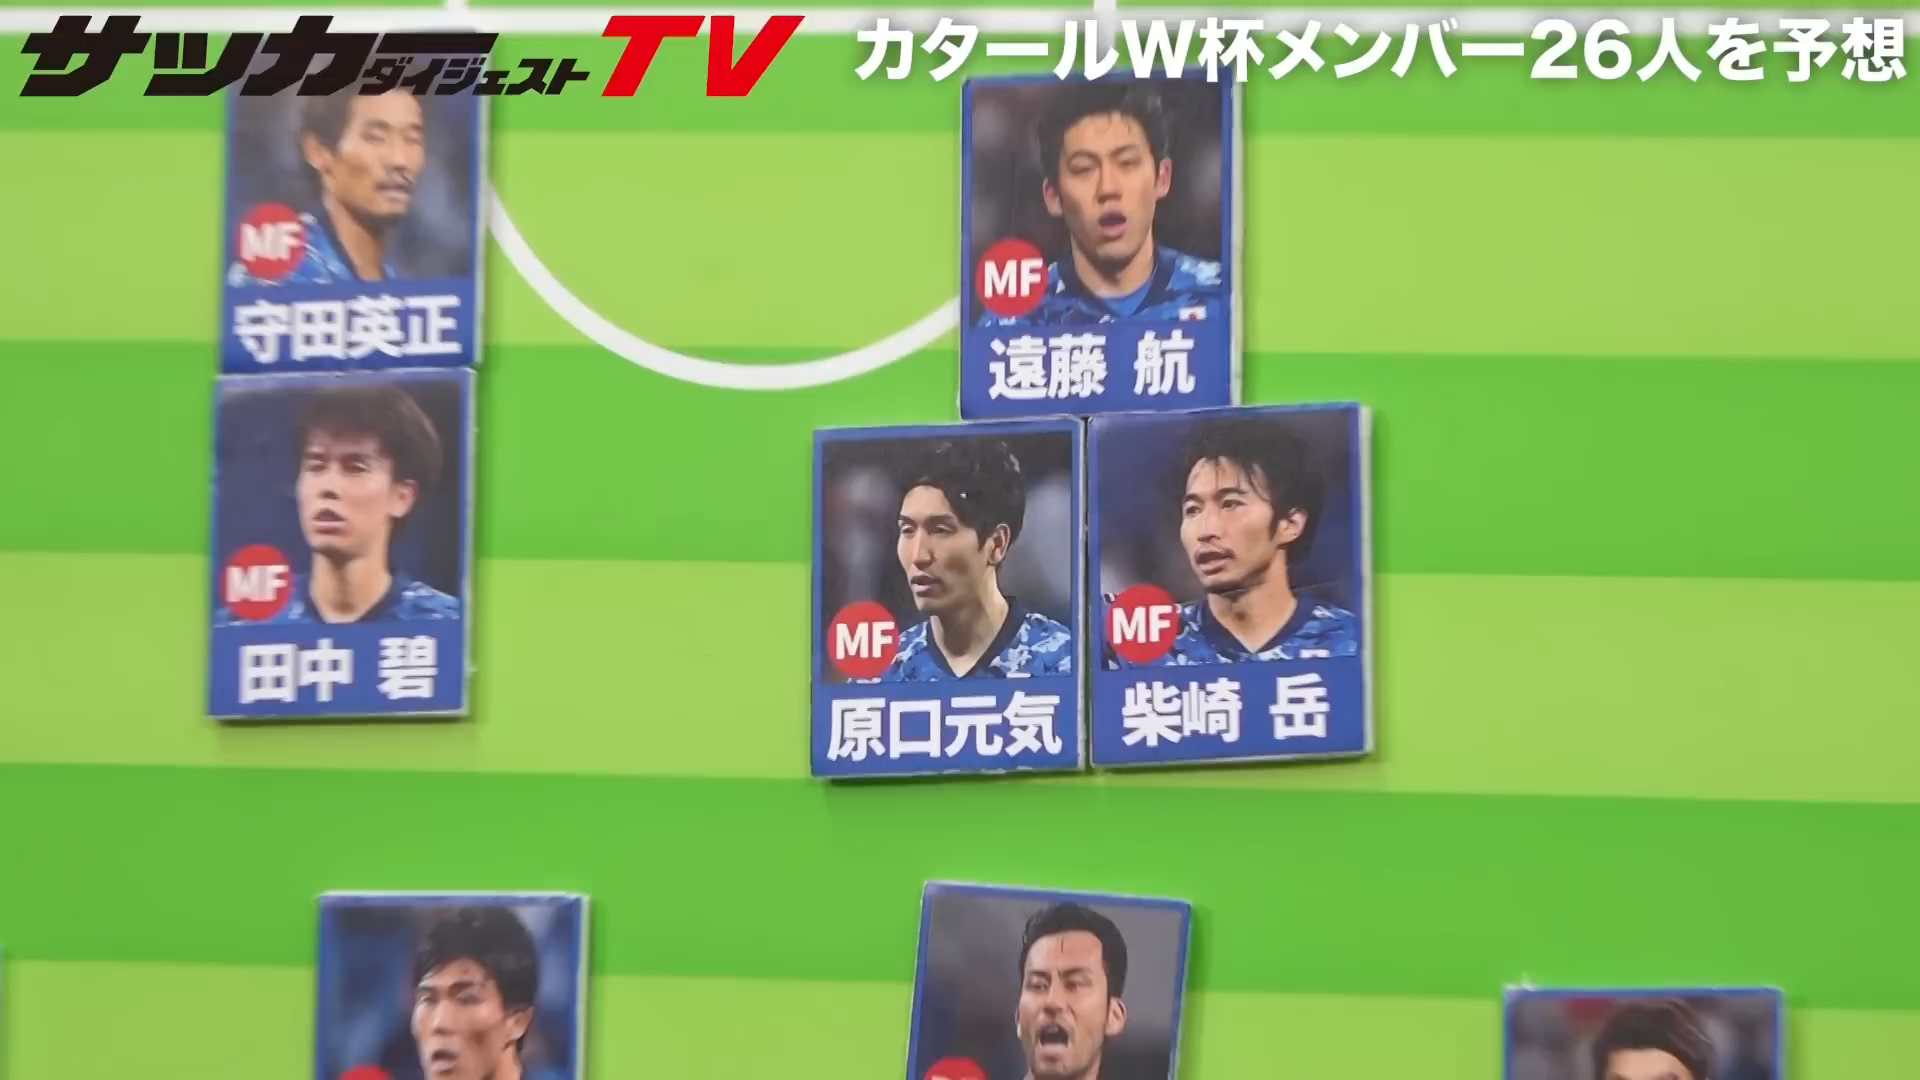 サッカーダイジェストTV
カタールW杯メンバー26人を予想
MF
守田英正
MF
遠藤 航
MF
田中 碧
MF
原口元気
MF
柴崎 岳